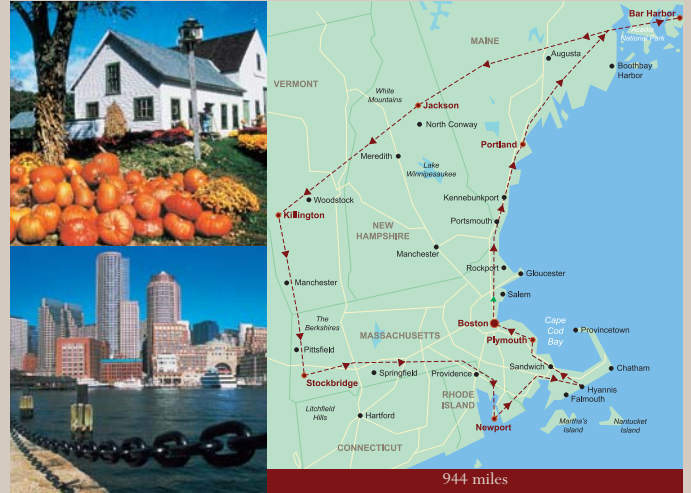 Bar Harbor
Acadia
National Park
MAINE
Augusta
Boothbay
Harbor
VERMONT
White
Mountains
Jackson
North Conway
Portland
Meredith
Lake
Winnipesaukee
Woodstock
Kennebunkport
Killington
Portsmouth
NEW
HAMPSHIRE
Manchester
Rockport
Gloucester
Manchester
Salem
The
Berkshires
Boston
Cape
Cod
Bay
Provincetown
MASSACHUSETTS
Plymouth
Pittsfield
Sandwich
Chatham
Stockbridge
Springfield
Providence
Hyannis
Falmouth
RHODE
ISLAND
Litchfield
Hills
Hartford
Newport
Martha's
Island
Nantucket
Island
CONNECTICUT
944 miles